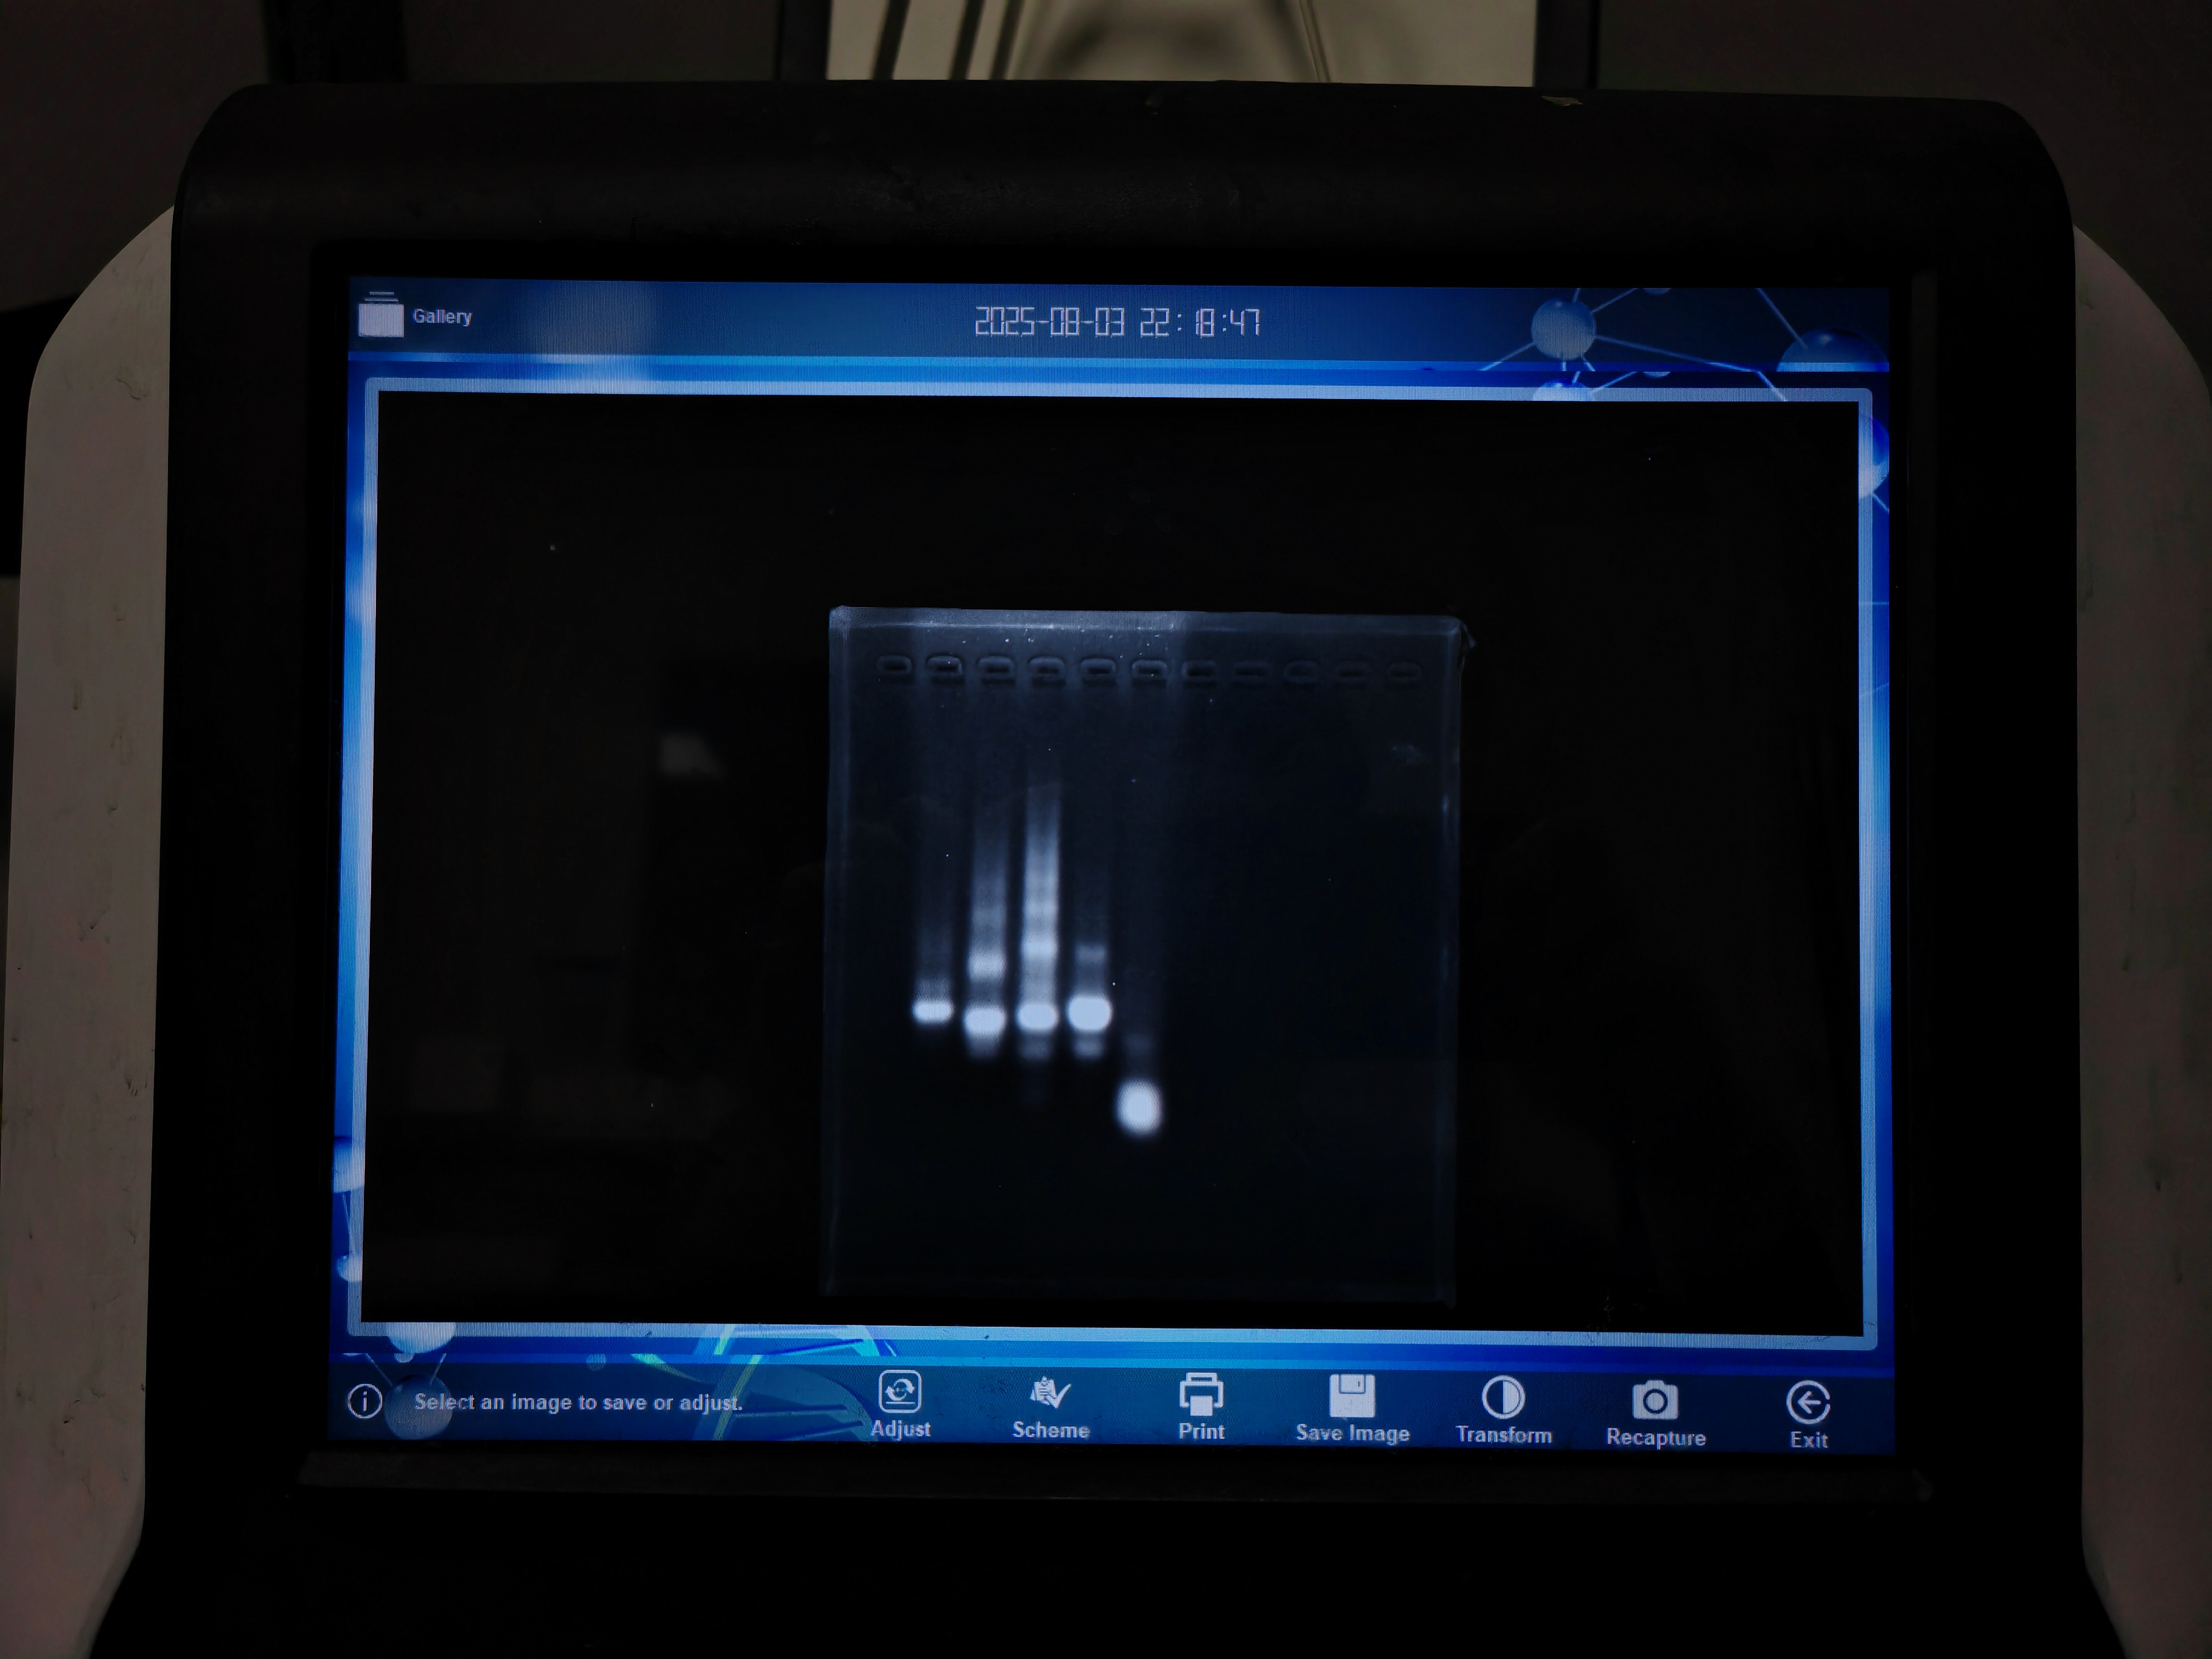 Gallery
2025-08-03 22:18:47
Select an image to save or adjust.
Adjust
Scheme
Print
Save Image
Transform
Recapture
Exit